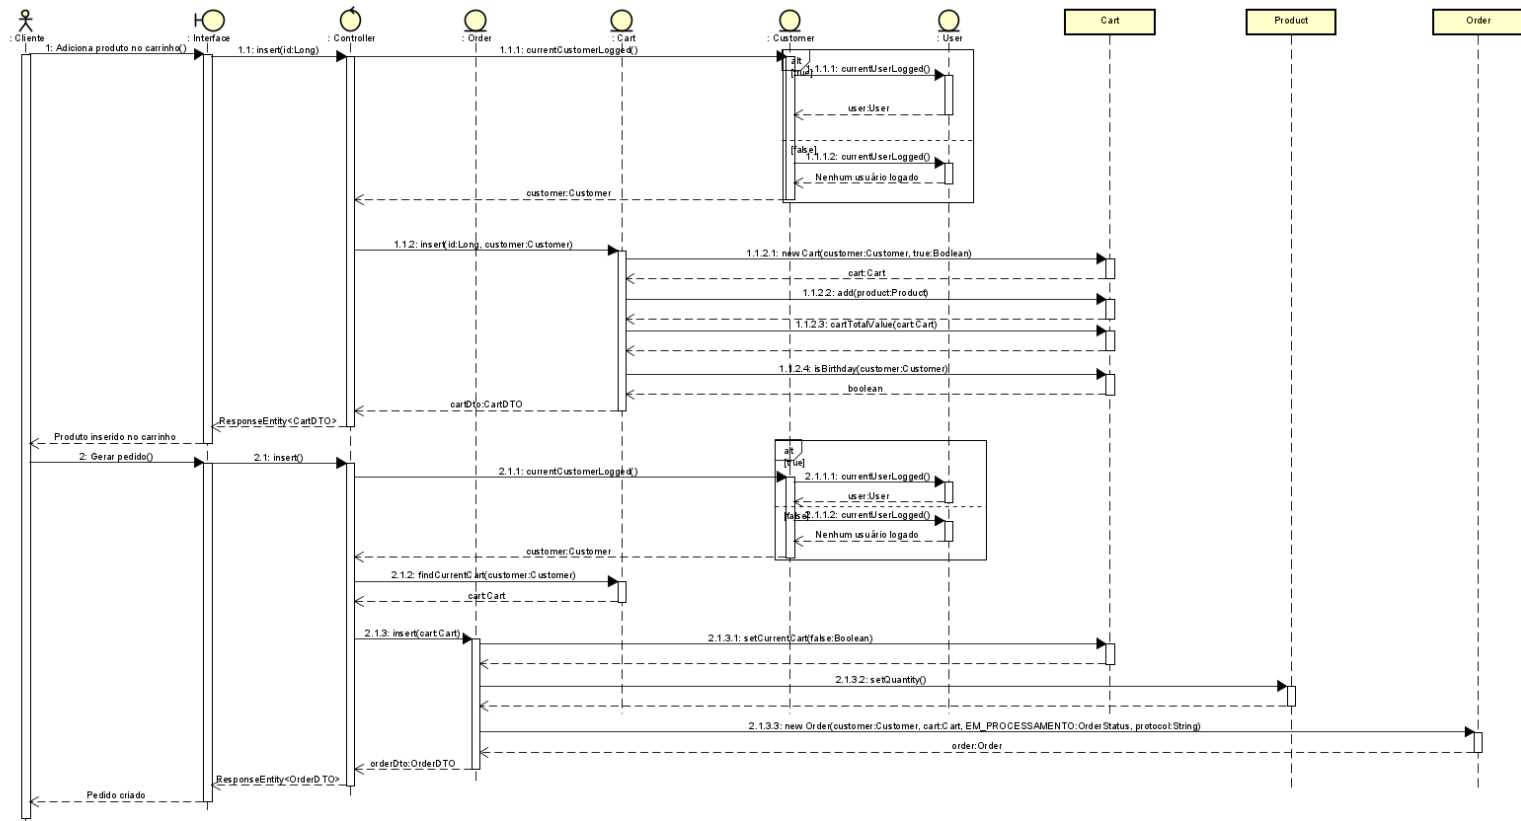 Cart
Product
Order
: Cliente
: Interface
: Controller
: Order
: Cart
: Customer
: User
1: Adiciona produto no carrinho()
1.1: insert(id:Long)
1.1.1: currentCustomerLogged()
alt
[true]
1.1.1.1: currentUserLogged()
user:User
[false]
1.1.1.2: currentUserLogged()
Nenhum usuário logado
customer:Customer
1.1.2: insert(id:Long, customer:Customer)
1.1.2.1: new Cart(customer:Customer, true:Boolean)
cart:Cart
1.1.2.2: add(product:Product)
1.1.2.3: cartTotalValue(cart:Cart)
1.1.2.4: isBirthday(customer:Customer)
boolean
cartDto:CartDTO
ResponseEntity<CartDTO>
Produto inserido no carrinho
2: Gerar pedido()
2.1: insert()
alt
[true]
2.1.1: currentCustomerLogged()
2.1.1.1: currentUserLogged()
user:User
[false]
2.1.1.2: currentUserLogged()
Nenhum usuário logado
customer:Customer
2.1.2: findCurrentCart(customer:Customer)
cart:Cart
2.1.3: insert(cart:Cart)
2.1.3.1: setCurrentCart(false:Boolean)
2.1.3.2: setQuantity()
2.1.3.3: new Order(customer:Customer, cart:Cart, EM_PROCESSAMENTO:OrderStatus, protocol:String)
order:Order
orderDto:OrderDTO
ResponseEntity<OrderDTO>
Pedido criado